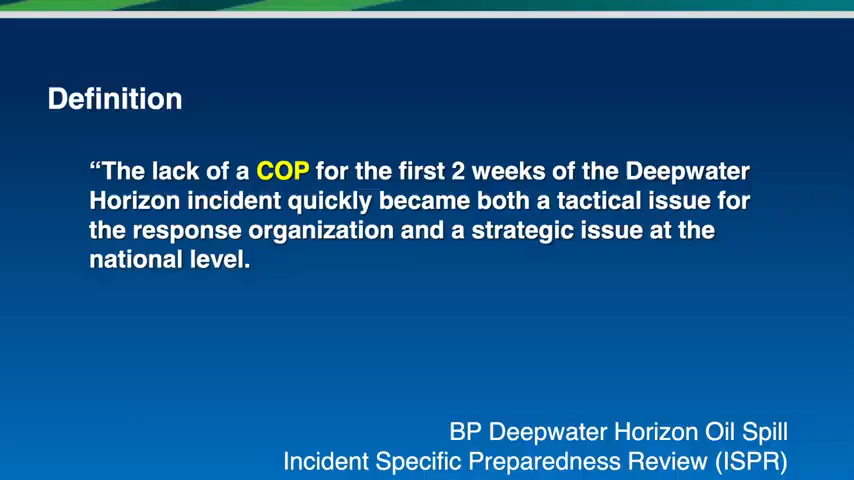 Definition
“The lack of a COP for the first 2 weeks of the Deepwater
Horizon incident quickly became both a tactical issue for
the response organization and a strategic issue at the
national level.
BP Deepwater Horizon Oil Spill
Incident Specific Preparedness Review (ISPR)